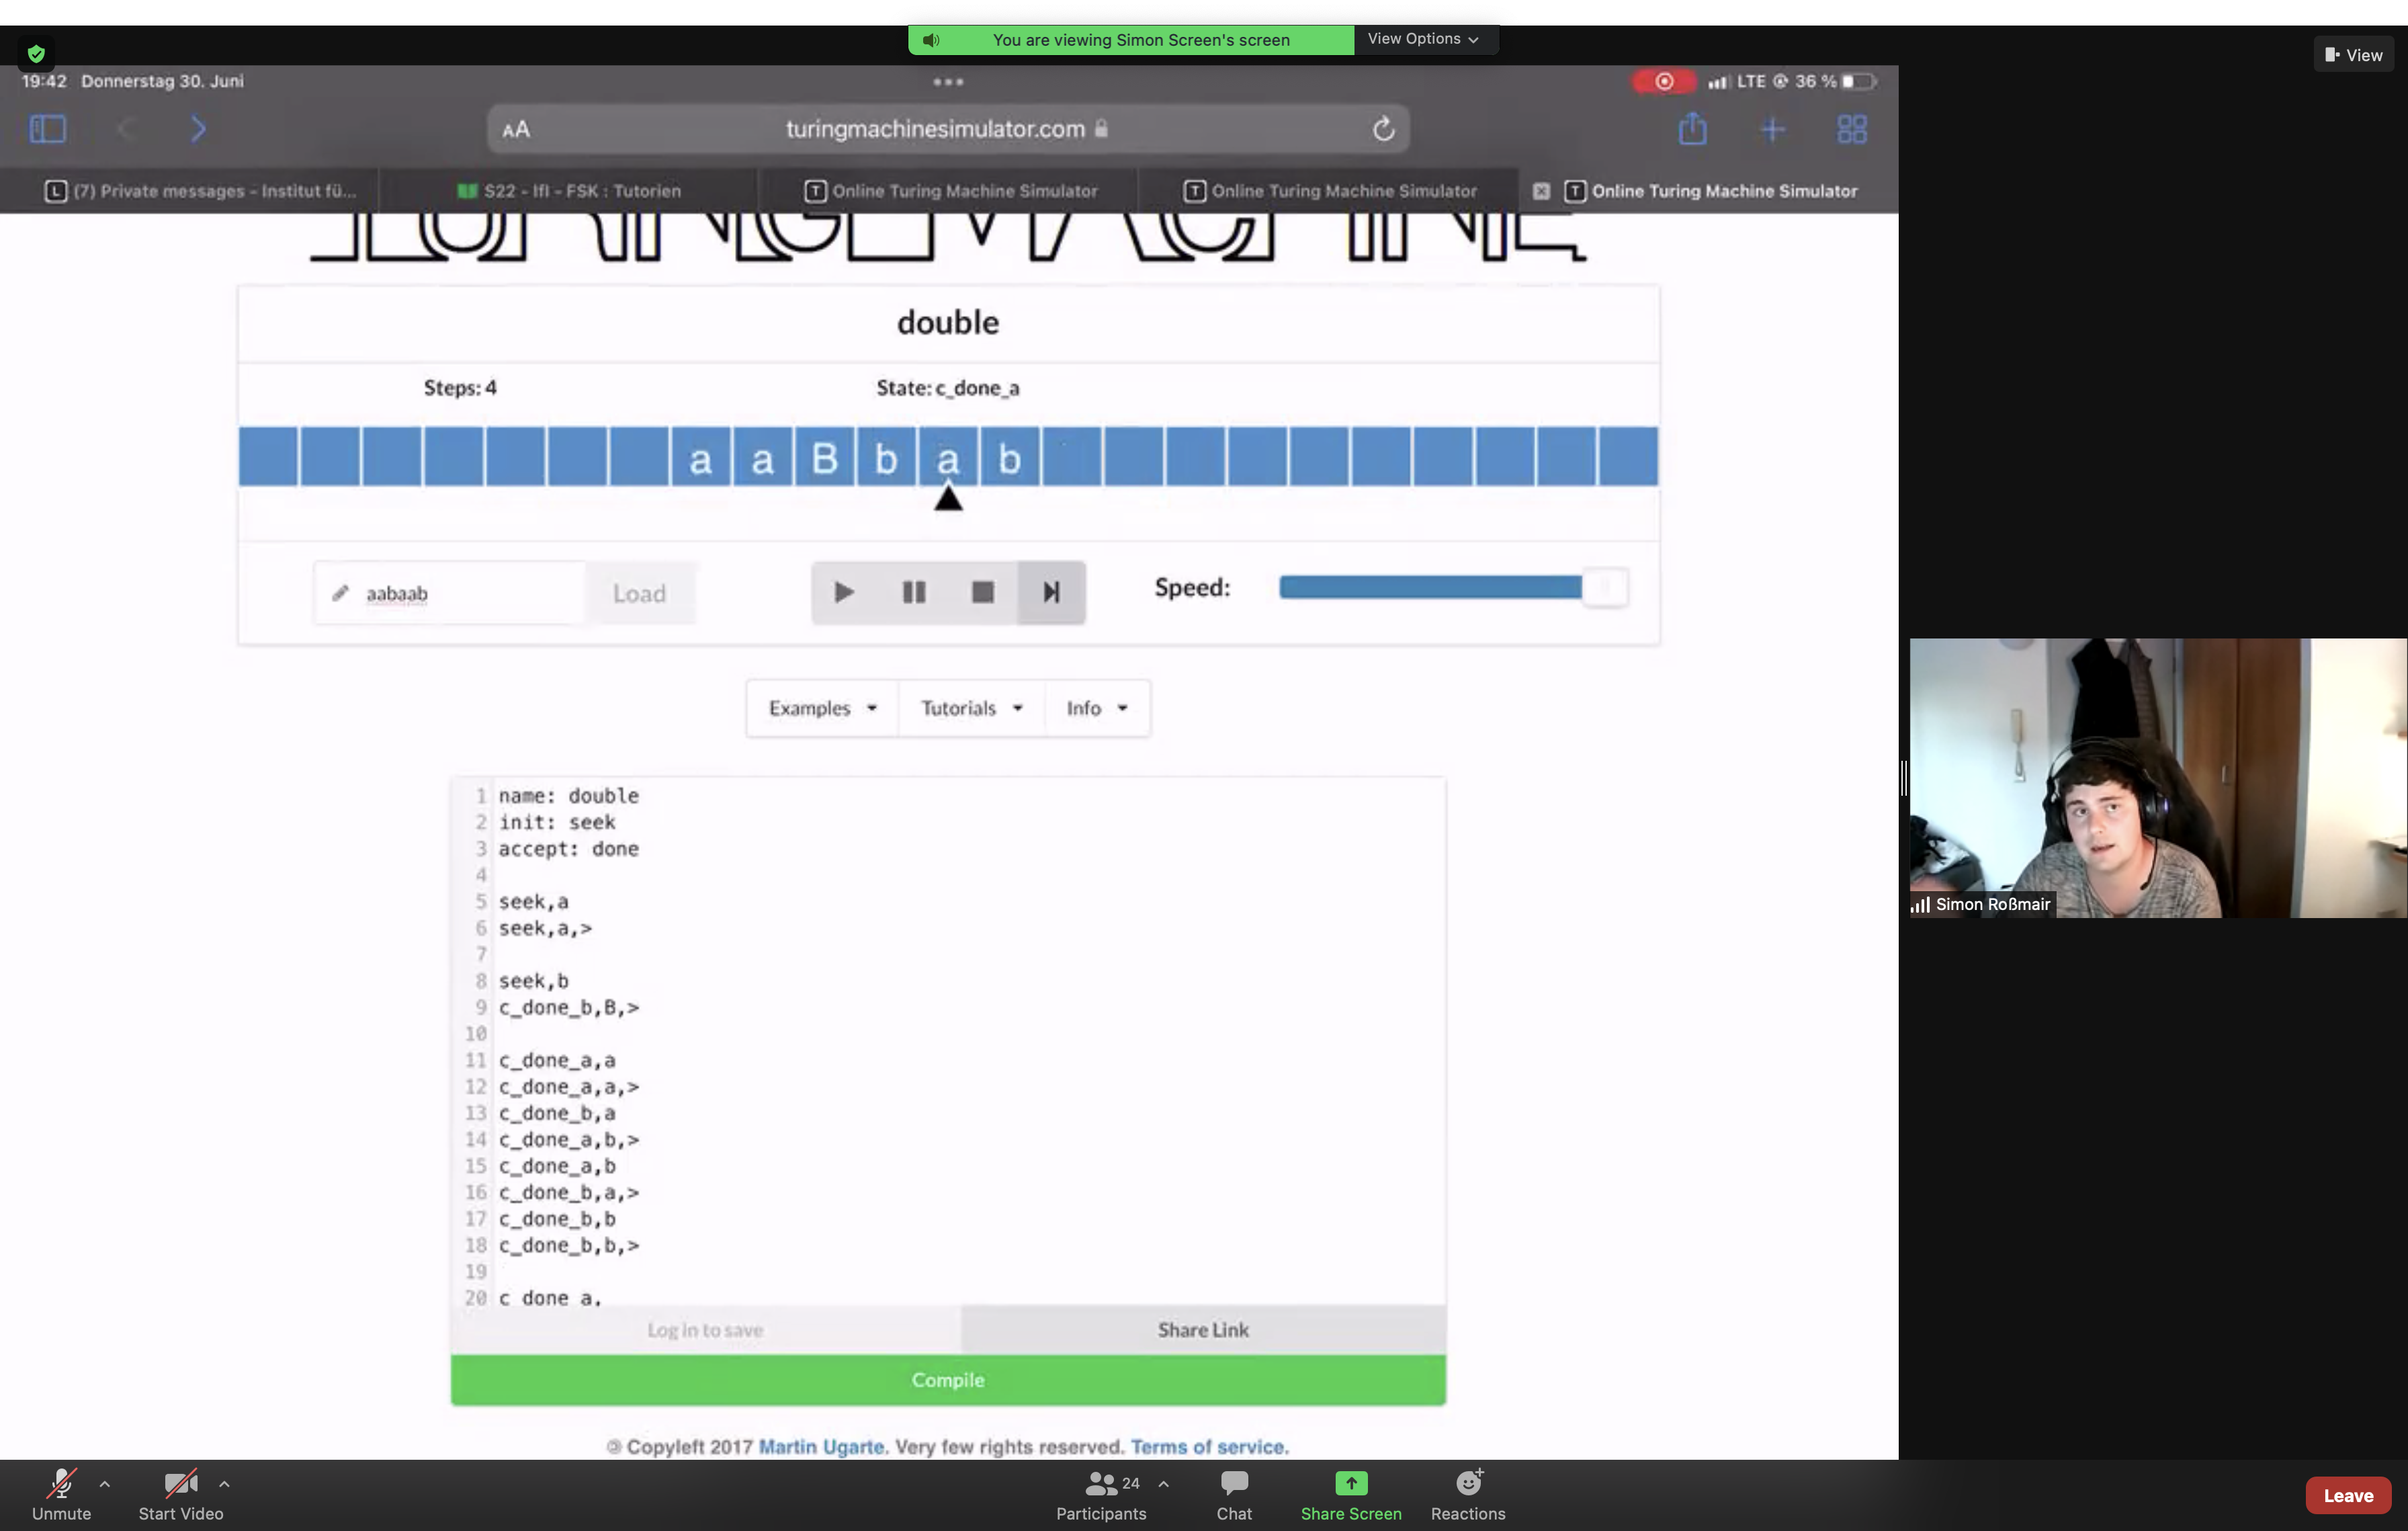 You are viewing Simon Screen's screen
View Options
View
19:42 Donnerstag 30. Juni
LTE 36 %
AA
turingmachinesimulator.com
(7) Private messages - Institut fü...
S22 - IfI - FSK : Tutorien
Online Turing Machine Simulator
Online Turing Machine Simulator
Online Turing Machine Simulator
TURING MACHINE
double
Steps: 4
State: c_done_a
a a B b a b
aabaab
Load
Speed:
Examples
Tutorials
Info
1 name: double
2 init: seek
3 accept: done
4
5 seek,a
6 seek,a,>
7
8 seek,b
9 c_done_b,B,>
10
11 c_done_a,a
12 c_done_a,a,>
13 c_done_b,a
14 c_done_a,b,>
15 c_done_a,b
16 c_done_b,a,>
17 c_done_b,b
18 c_done_b,b,>
19
20 c_done_a,
Log in to save
Share Link
Compile
Copyleft 2017 Martin Ugarte. Very few rights reserved. Terms of service.
Simon Roßmair
Unmute
Start Video
24
Participants
Chat
Share Screen
Reactions
Leave